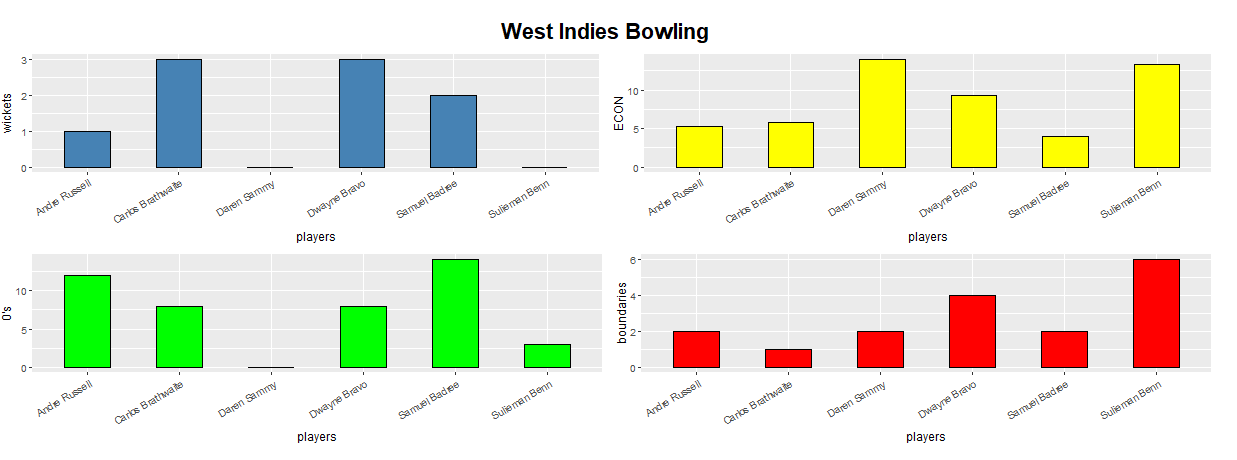 West Indies Bowling
wickets
3
2
1
0
Andre Russell
Carlos Brathwaite
Daren Sammy
Dwayne Bravo
Samuel Badree
Sulieman Benn
players
ECON
10
5
0
Andre Russell
Carlos Brathwaite
Daren Sammy
Dwayne Bravo
Samuel Badree
Sulieman Benn
players
0's
10
5
0
Andre Russell
Carlos Brathwaite
Daren Sammy
Dwayne Bravo
Samuel Badree
Sulieman Benn
players
boundaries
6
4
2
0
Andre Russell
Carlos Brathwaite
Daren Sammy
Dwayne Bravo
Samuel Badree
Sulieman Benn
players